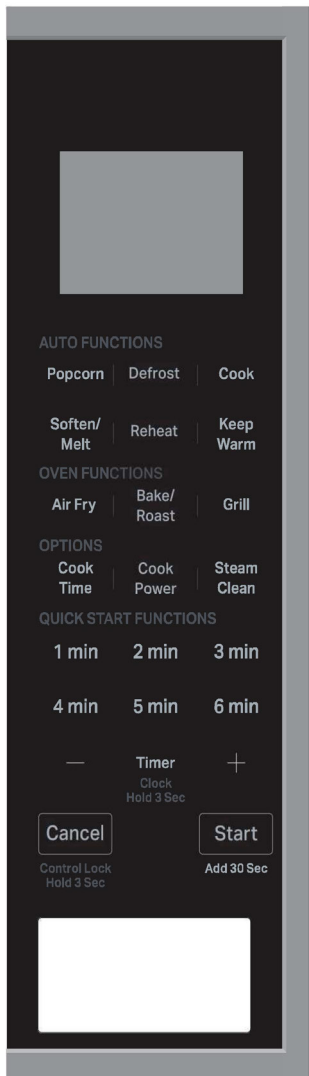 AUTO FUNCTIONS
Popcorn Defrost Cook
Soften/ Reheat Keep
Melt Warm
OVEN FUNCTIONS
Air Fry Bake/ Grill
Roast
OPTIONS
Cook Cook Steam
Time Power Clean
QUICK START FUNCTIONS
1 min 2 min 3 min
4 min 5 min 6 min
— Timer +
Clock
Hold 3 Sec
Cancel Start
Control Lock Add 30 Sec
Hold 3 Sec